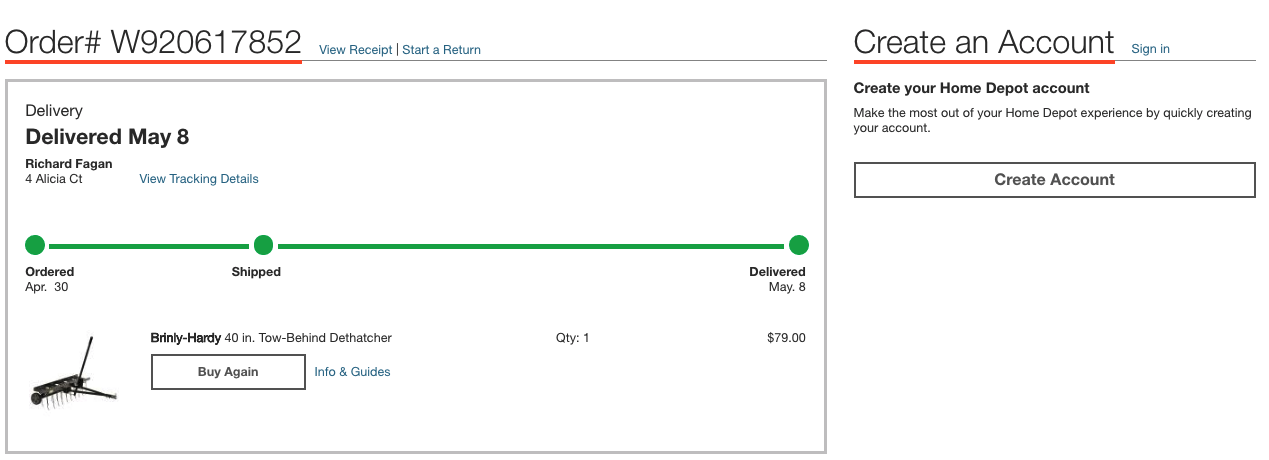 Order# W920617852 View Receipt | Start a Return
Delivery
Delivered May 8
Richard Fagan
4 Alicia Ct View Tracking Details
Ordered Shipped Delivered
Apr. 30 May. 8
Brinly-Hardy 40 in. Tow-Behind Dethatcher Qty: 1 $79.00
Buy Again Info & Guides
Create an Account Sign in
Create your Home Depot account
Make the most out of your Home Depot experience by quickly creating
your account.
Create Account